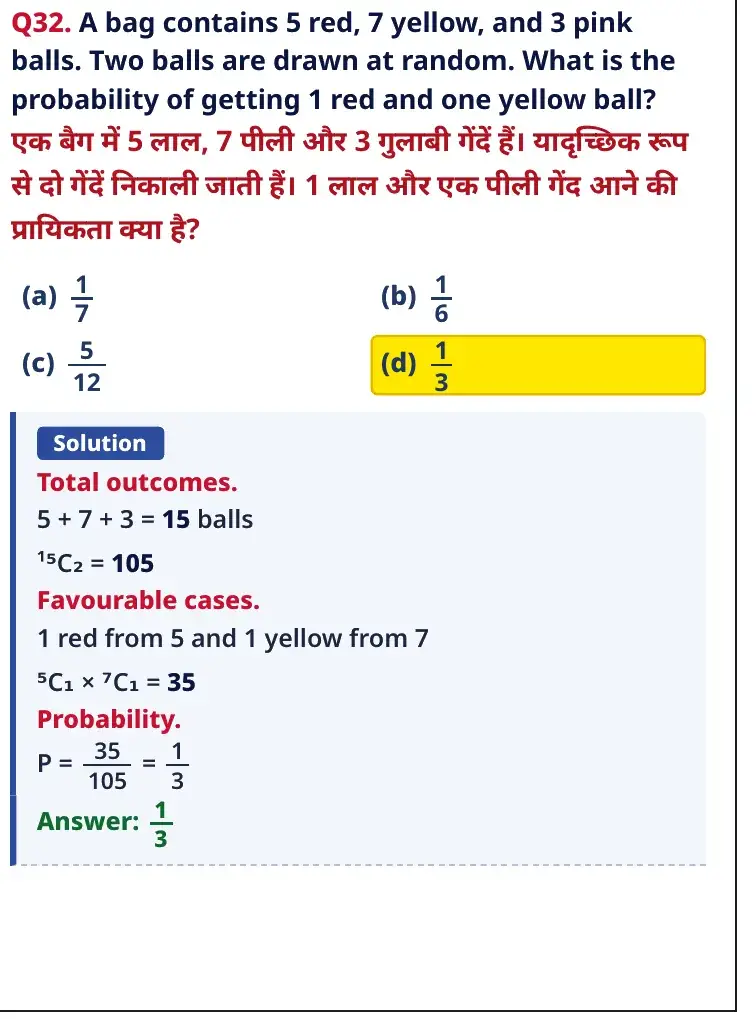 Q32. A bag contains 5 red, 7 yellow, and 3 pink
balls. Two balls are drawn at random. What is the
probability of getting 1 red and one yellow ball?
एक बैग में 5 लाल, 7 पीली और 3 गुलाबी गेंदें हैं। यादृच्छिक रूप
से दो गेंदें निकाली जाती हैं। 1 लाल और एक पीली गेंद आने की
प्रायिकता क्या है?
(a) 1/7 (b) 1/6
(c) 5/12 (d) 1/3
Solution
Total outcomes.
5 + 7 + 3 = 15 balls
¹⁵C₂ = 105
Favourable cases.
1 red from 5 and 1 yellow from 7
⁵C₁ × ⁷C₁ = 35
Probability.
P = 35/105 = 1/3
Answer: 1/3